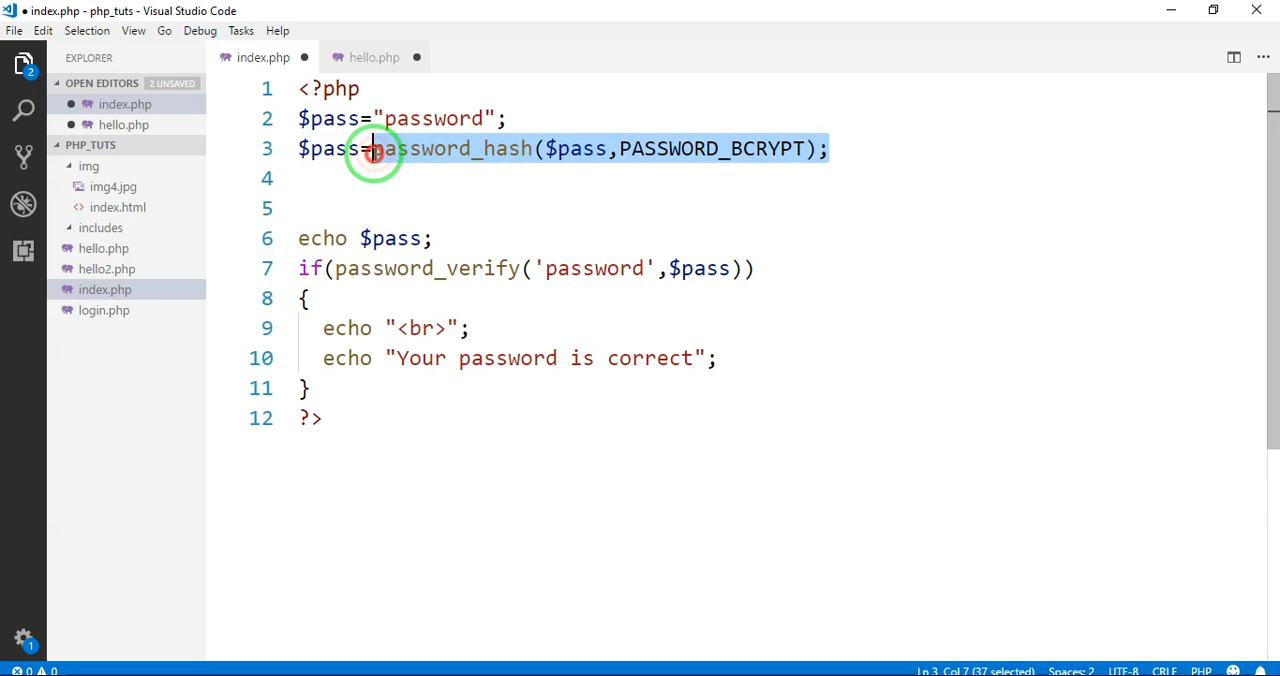 index.php - php_tuts - Visual Studio Code
File Edit Selection View Go Debug Tasks Help
EXPLORER
OPEN EDITORS 2 UNSAVED
index.php
hello.php
PHP_TUTS
img
img4.jpg
index.html
includes
hello.php
hello2.php
index.php
login.php
2
1
index.php hello.php
1 <?php
2 $pass="password";
3 $pass=password_hash($pass,PASSWORD_BCRYPT);
4
5
6 echo $pass;
7 if(password_verify('password',$pass))
8 {
9 echo "<br>";
10 echo "Your password is correct";
11 }
12 ?>
0 0 Ln 3, Col 7 (37 selected) Spaces: 2 UTF-8 CRLF PHP